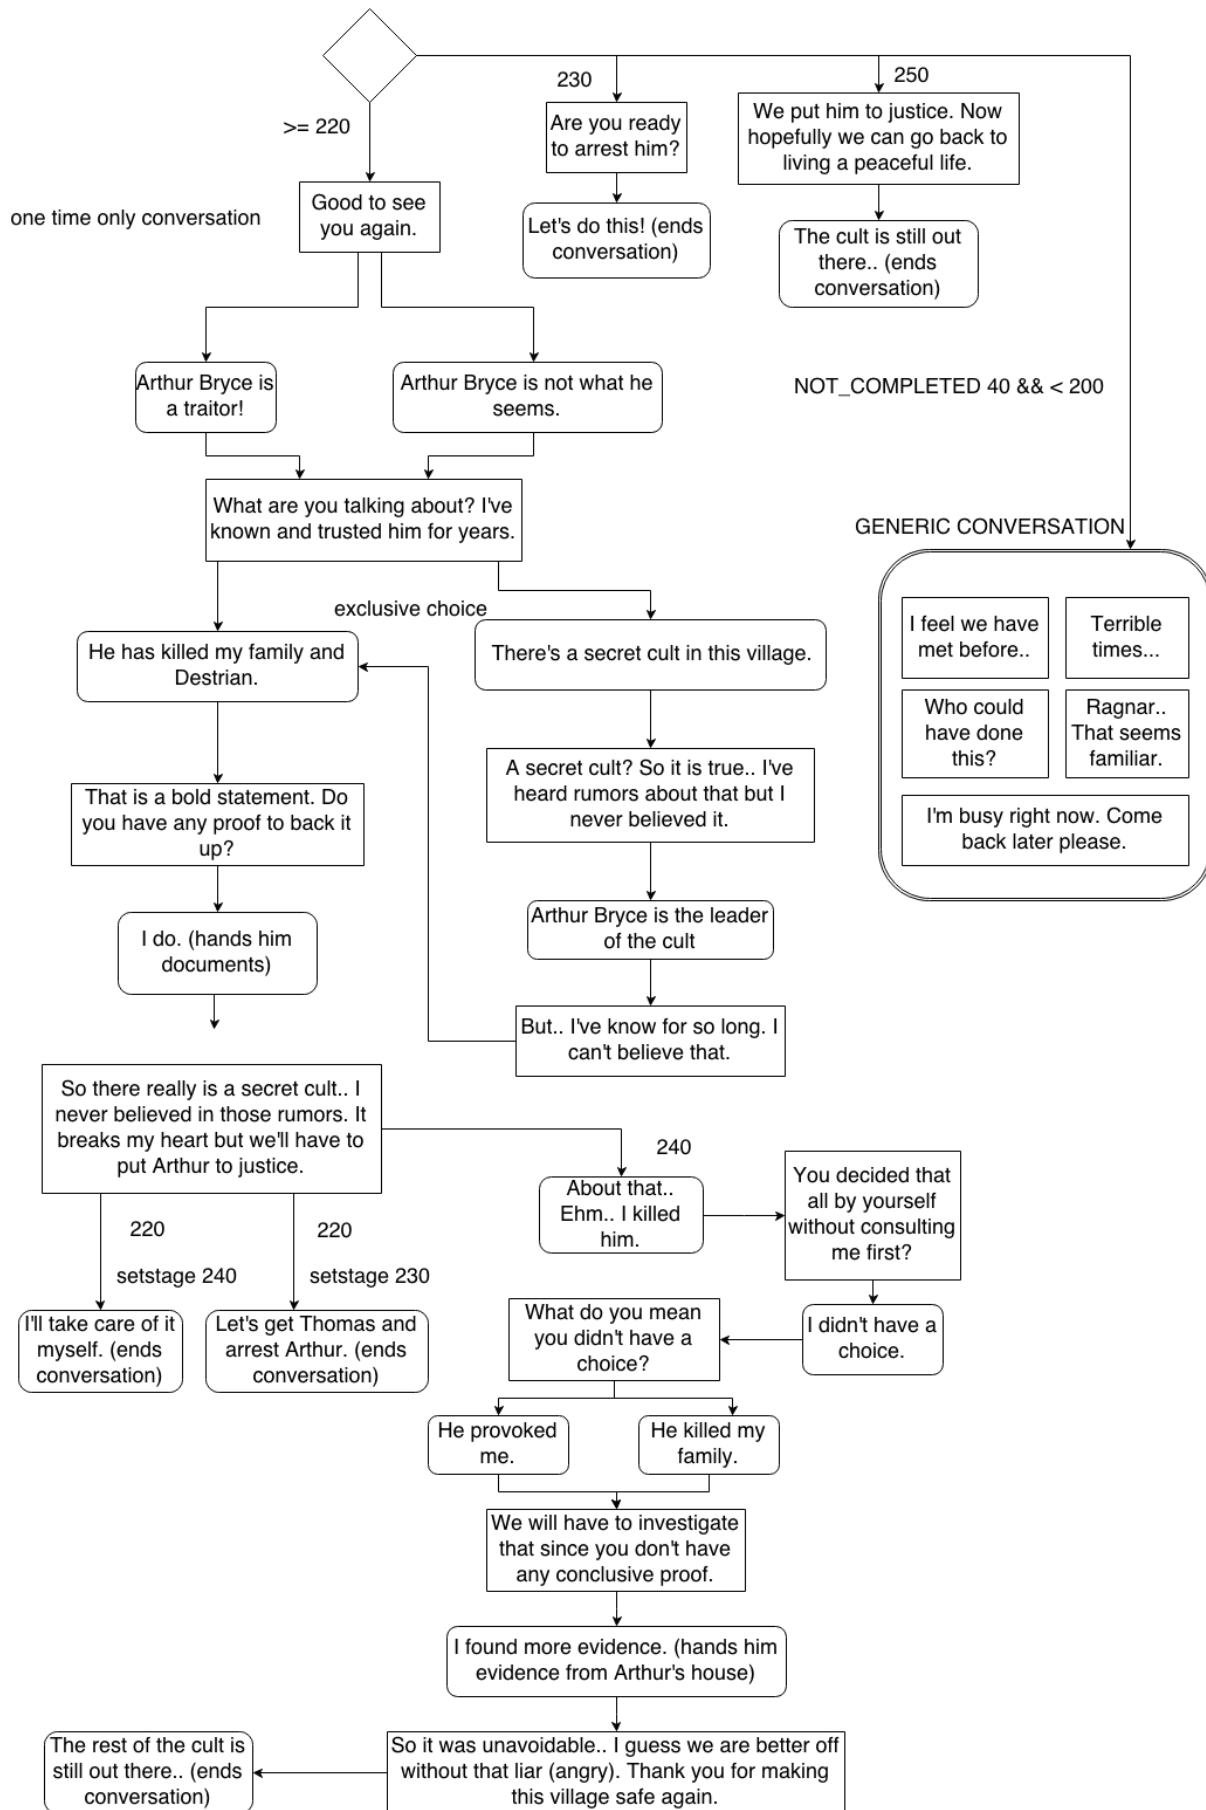 230
250
>= 220
Are you ready
to arrest him?
We put him to justice. Now
hopefully we can go back to
living a peaceful life.
one time only conversation
Good to see
you again.
Let's do this! (ends
conversation)
The cult is still out
there.. (ends
conversation)
Arthur Bryce is
a traitor!
Arthur Bryce is not what he
seems.
NOT_COMPLETED 40 && < 200
What are you talking about? I've
known and trusted him for years.
GENERIC CONVERSATION
I feel we have
met before..
Terrible
times...
Who could
have done
this?
Ragnar..
That seems
familiar.
I'm busy right now. Come
back later please.
exclusive choice
He has killed my family and
Destrian.
There's a secret cult in this village.
That is a bold statement. Do
you have any proof to back it
up?
A secret cult? So it is true.. I've
heard rumors about that but I
never believed it.
I do. (hands him
documents)
Arthur Bryce is the leader
of the cult
But.. I've know for so long. I
can't believe that.
So there really is a secret cult.. I
never believed in those rumors. It
breaks my heart but we'll have to
put Arthur to justice.
240
About that..
Ehm.. I killed
him.
You decided that
all by yourself
without consulting
me first?
220
setstage 240
220
setstage 230
I'll take care of it
myself. (ends
conversation)
Let's get Thomas and
arrest Arthur. (ends
conversation)
I didn't have a
choice.
What do you mean
you didn't have a
choice?
He provoked
me.
He killed my
family.
We will have to investigate
that since you don't have
any conclusive proof.
I found more evidence. (hands him
evidence from Arthur's house)
So it was unavoidable.. I guess we are better off
without that liar (angry). Thank you for making
this village safe again.
The rest of the cult is
still out there.. (ends
conversation)